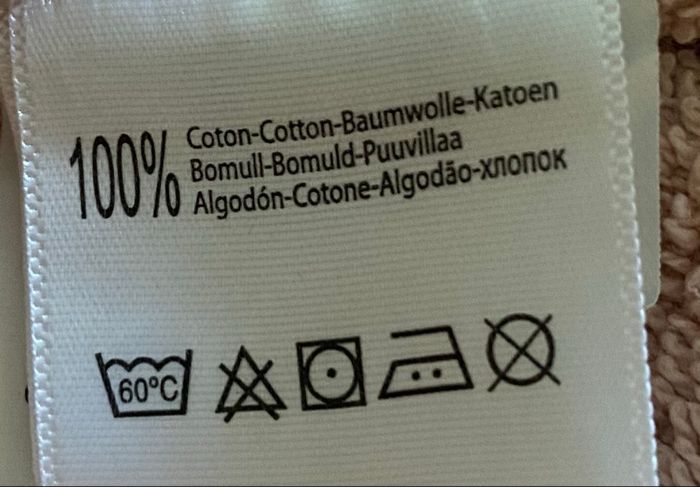 100%
Coton-Cotton-Baumwolle-Katoen
Bomull-Bomuld-Puuvillaa
Algodón-Cotone-Algodão-хлопок
60°C